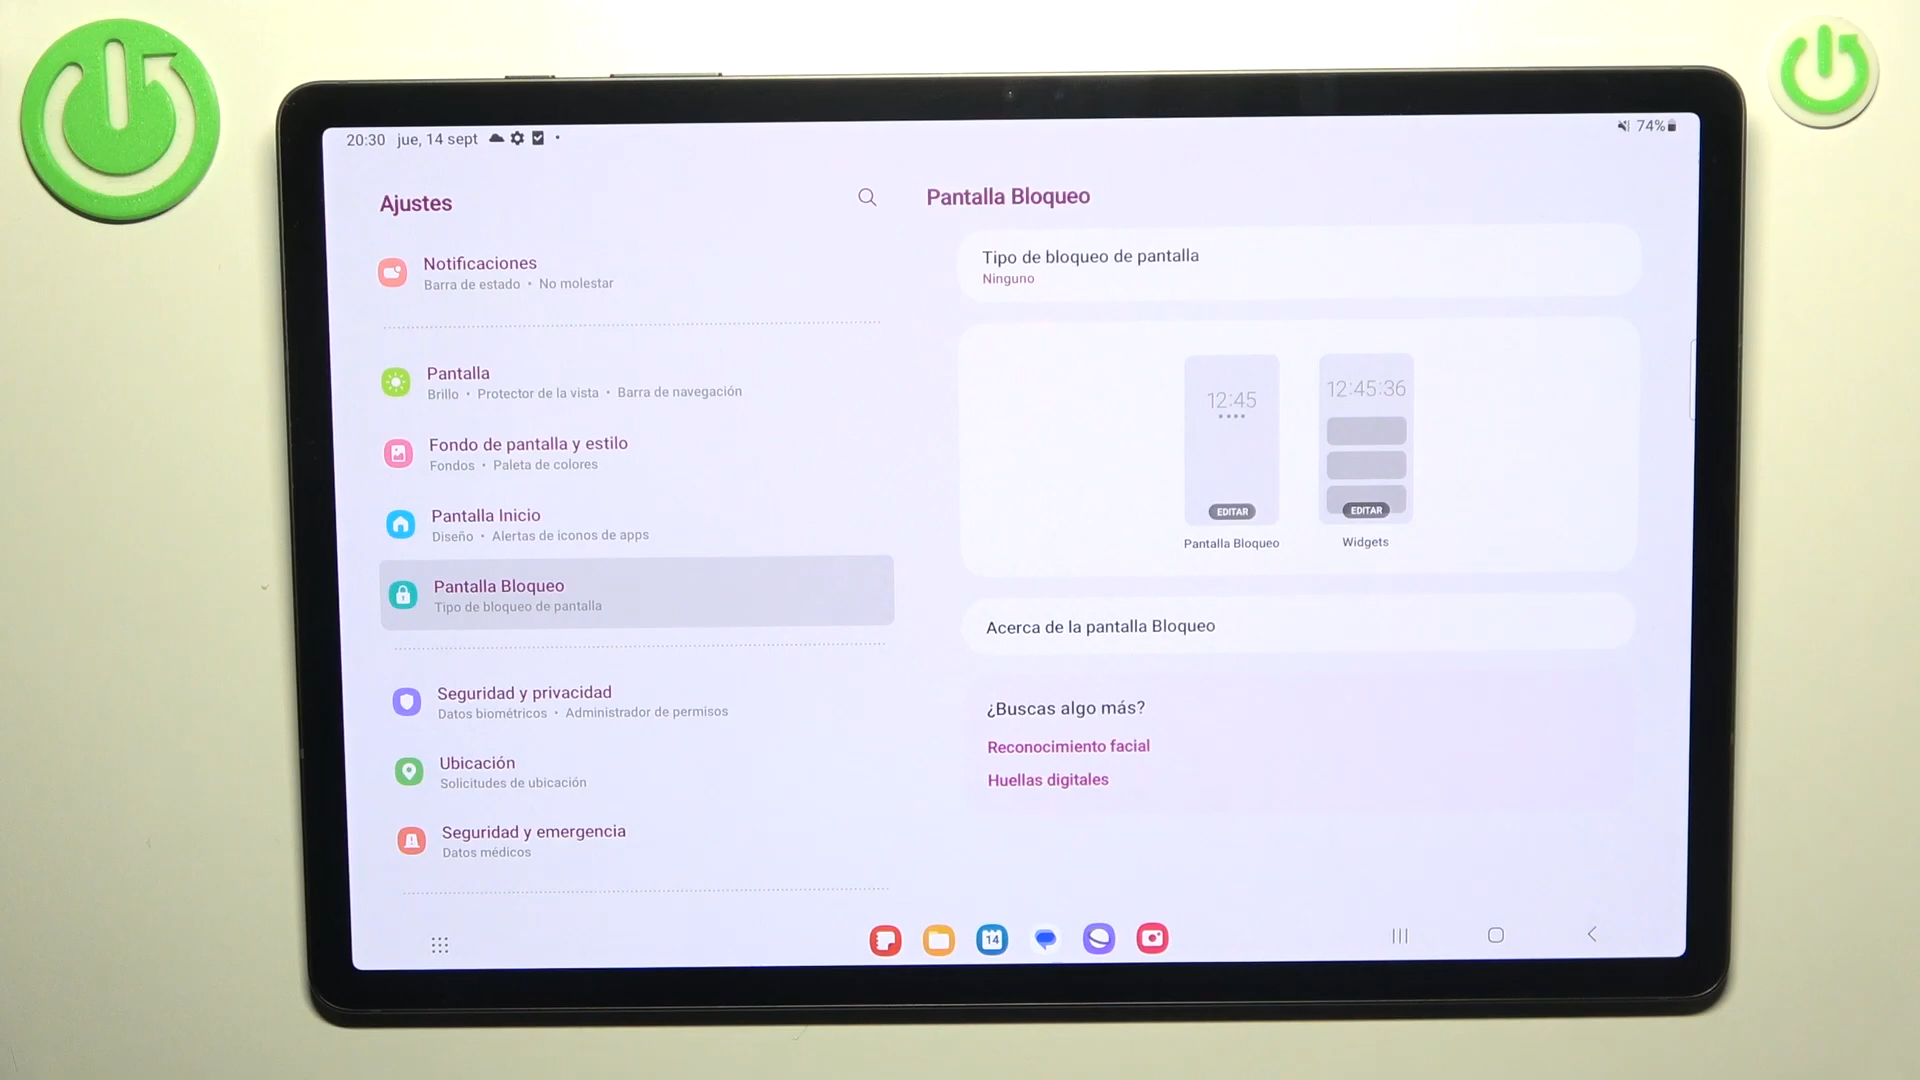 20:30 jue, 14 sept
74%
Ajustes
Notificaciones
Barra de estado • No molestar
Pantalla
Brillo • Protector de la vista • Barra de navegación
Fondo de pantalla y estilo
Fondos • Paleta de colores
Pantalla Inicio
Diseño • Alertas de iconos de apps
Pantalla Bloqueo
Tipo de bloqueo de pantalla
Seguridad y privacidad
Datos biométricos • Administrador de permisos
Ubicación
Solicitudes de ubicación
Seguridad y emergencia
Datos médicos
Pantalla Bloqueo
Tipo de bloqueo de pantalla
Ninguno
12:45
EDITAR
Pantalla Bloqueo
12:45:36
EDITAR
Widgets
Acerca de la pantalla Bloqueo
¿Buscas algo más?
Reconocimiento facial
Huellas digitales
14